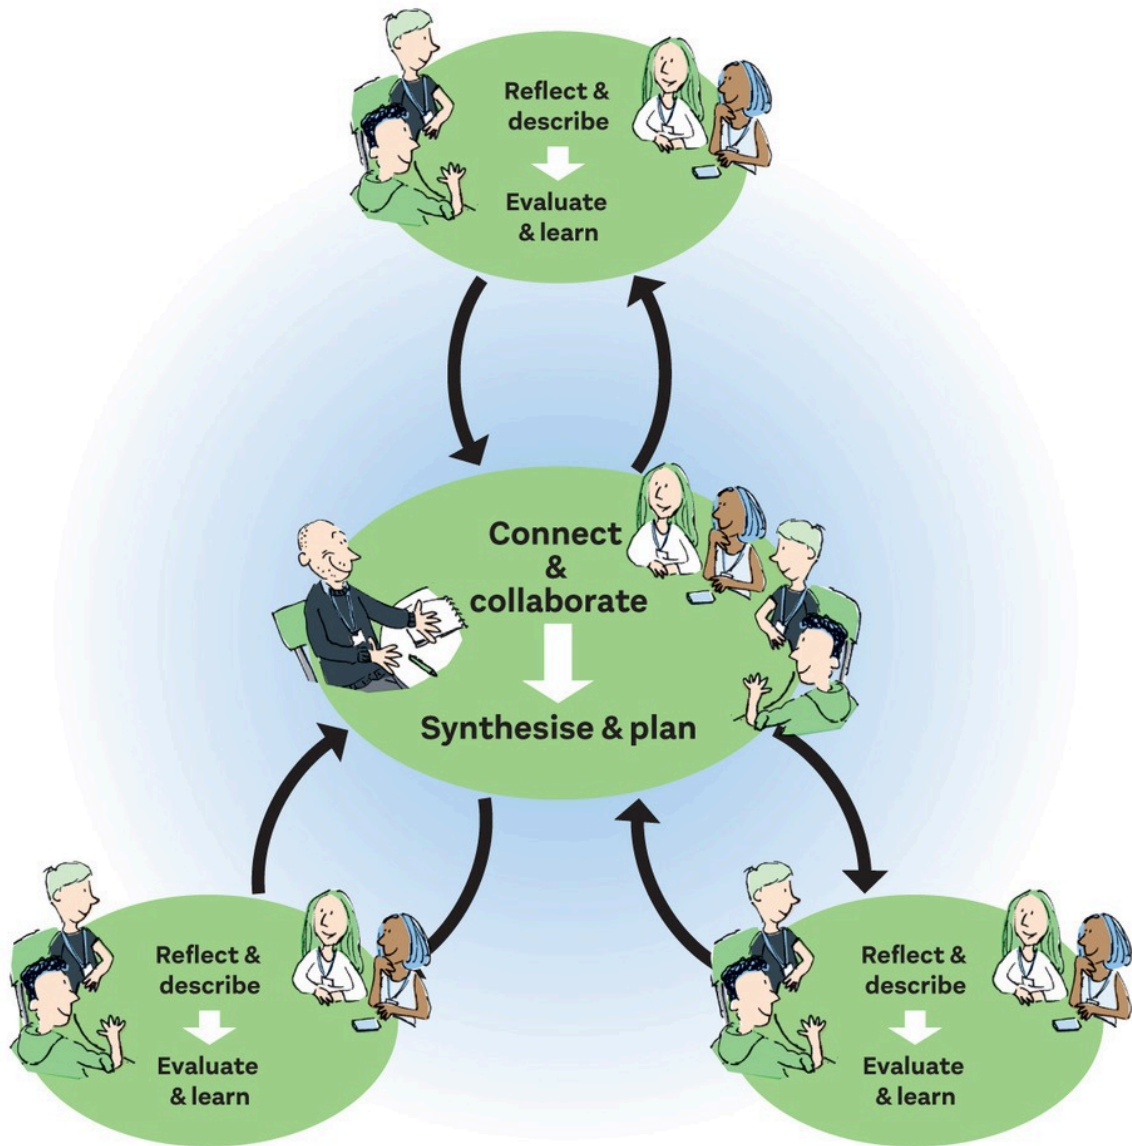 Reflect &
describe
Evaluate
& learn
Connect
&
collaborate
Synthesise & plan
Reflect &
describe
Evaluate
& learn
Reflect &
describe
Evaluate
& learn